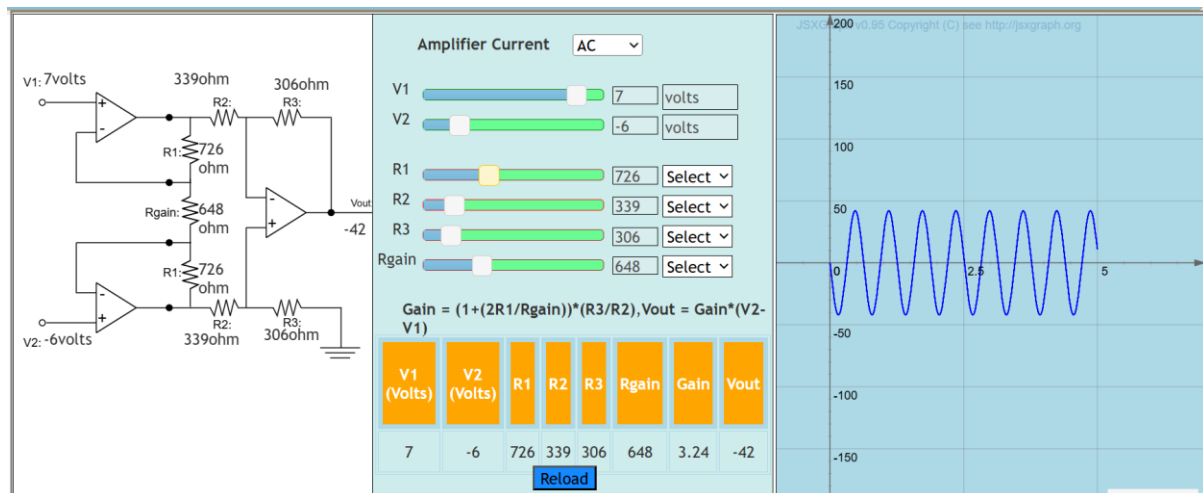 V1: 7volts
339ohm
306ohm
R2:
R3:
+
-
R1: 726
ohm
Rgain: 648
ohm
-
+
Vout
-42
R1: 726
ohm
-
+
V2: -6volts
R2:
339ohm
R3:
306ohm
Amplifier Current AC
V1 7 volts
V2 -6 volts
R1 726 Select
R2 339 Select
R3 306 Select
Rgain 648 Select
Gain = (1+(2R1/Rgain))*(R3/R2),Vout = Gain*(V2-
V1)
V1 (Volts) V2 (Volts) R1 R2 R3 Rgain Gain Vout
7 -6 726 339 306 648 3.24 -42
Reload
v0.95 Copyright (C) see http://jsxgraph.org
200
150
100
50
0 2.5 5
-50
-100
-150